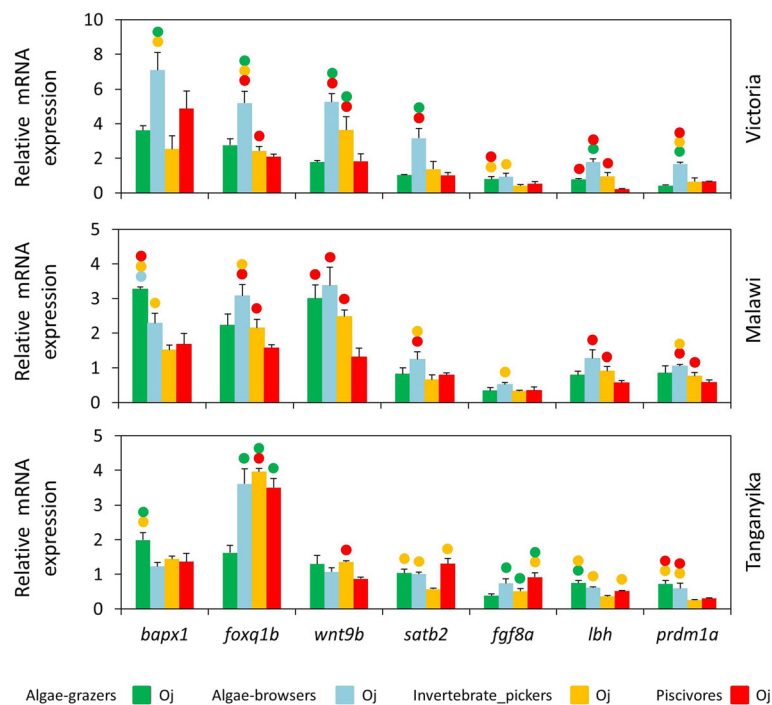 Relative mRNA
expression
10
8
6
4
2
0
Victoria
Relative mRNA
expression
5
4
3
2
1
0
Malawi
Relative mRNA
expression
5
4
3
2
1
0
Tanganyika
bapx1 foxq1b wnt9b satb2 fgf8a lbh prdm1a
Algae-grazers Oj Algae-browsers Oj Invertebrate_pickers Oj Piscivores Oj